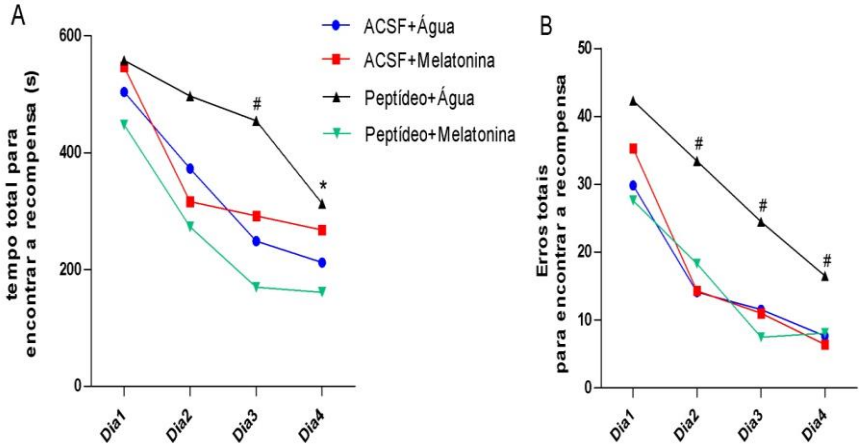 A
tempo total para
encontrar a recompensa (s)
600
400
200
0
#
*
Dia1
Dia2
Dia3
Dia4
ACSF+Água
ACSF+Melatonina
Peptídeo+Água
Peptídeo+Melatonina
B
Erros totais
para encontrar a recompensa
50
40
30
20
10
0
#
#
#
Dia1
Dia2
Dia3
Dia4